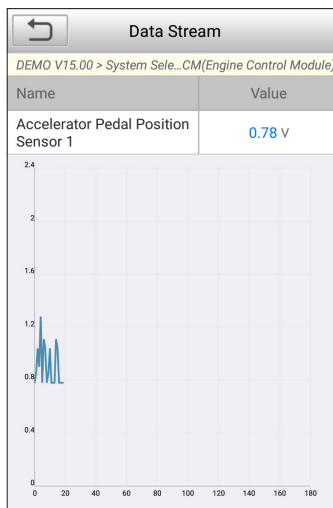 Data Stream
DEMO V15.00 > System Sele...CM(Engine Control Module)
Name Value
Accelerator Pedal Position
Sensor 1
0.78 V
2.4
2
1.6
1.2
0.8
0.4
0
0 20 40 60 80 100 120 140 160 180